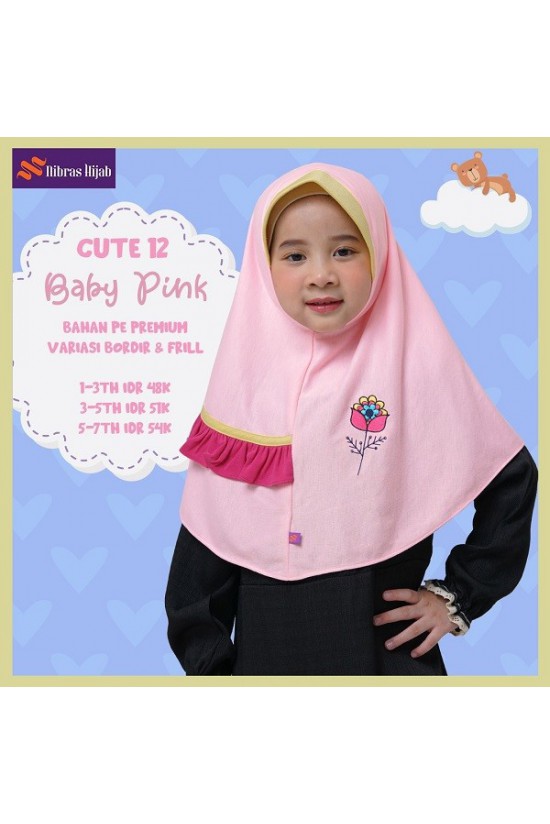 Nibras Hijab
CUTE 12
Baby Pink
BAHAN PE PREMIUM
VARIASI BORDIR & FRILL
1-3TH IDR 48K
3-5TH IDR 51K
5-7TH IDR 54K